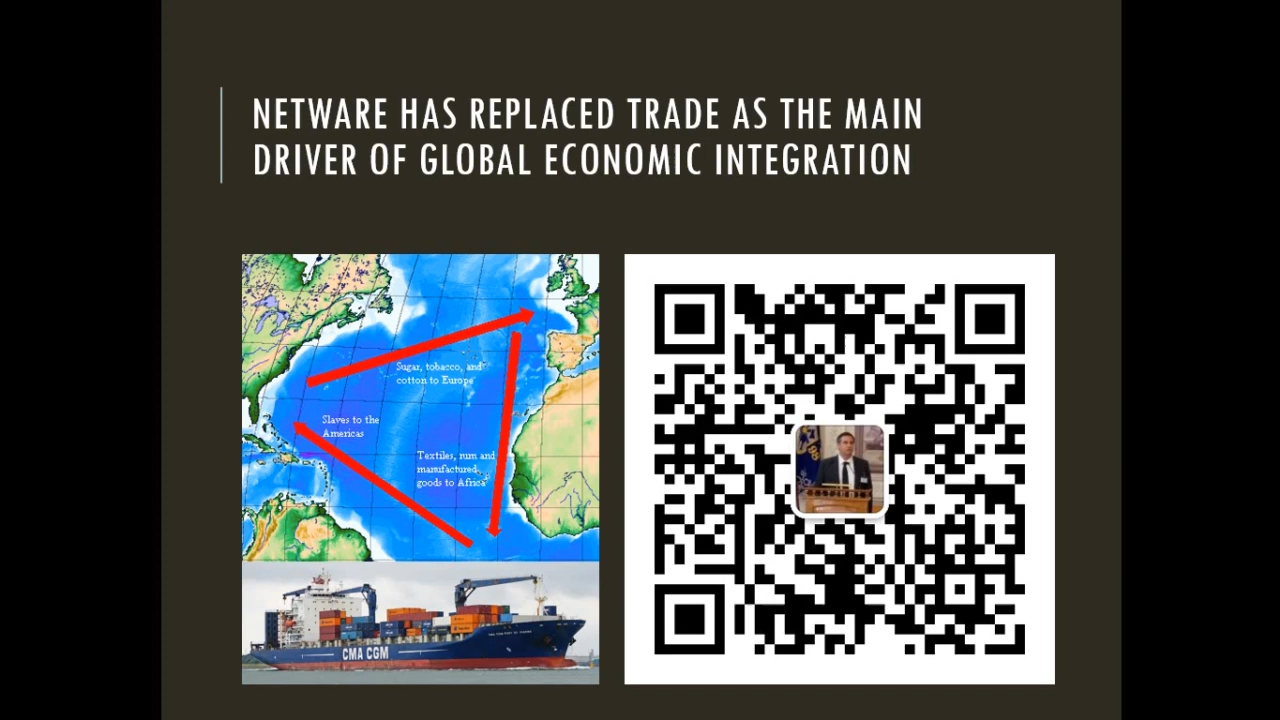 NETWARE HAS REPLACED TRADE AS THE MAIN
DRIVER OF GLOBAL ECONOMIC INTEGRATION
Sugar, tobacco, and
cotton to Europe
Slaves to the
Americas
Textiles, rum and
manufactured
goods to Africa
CMA CGM